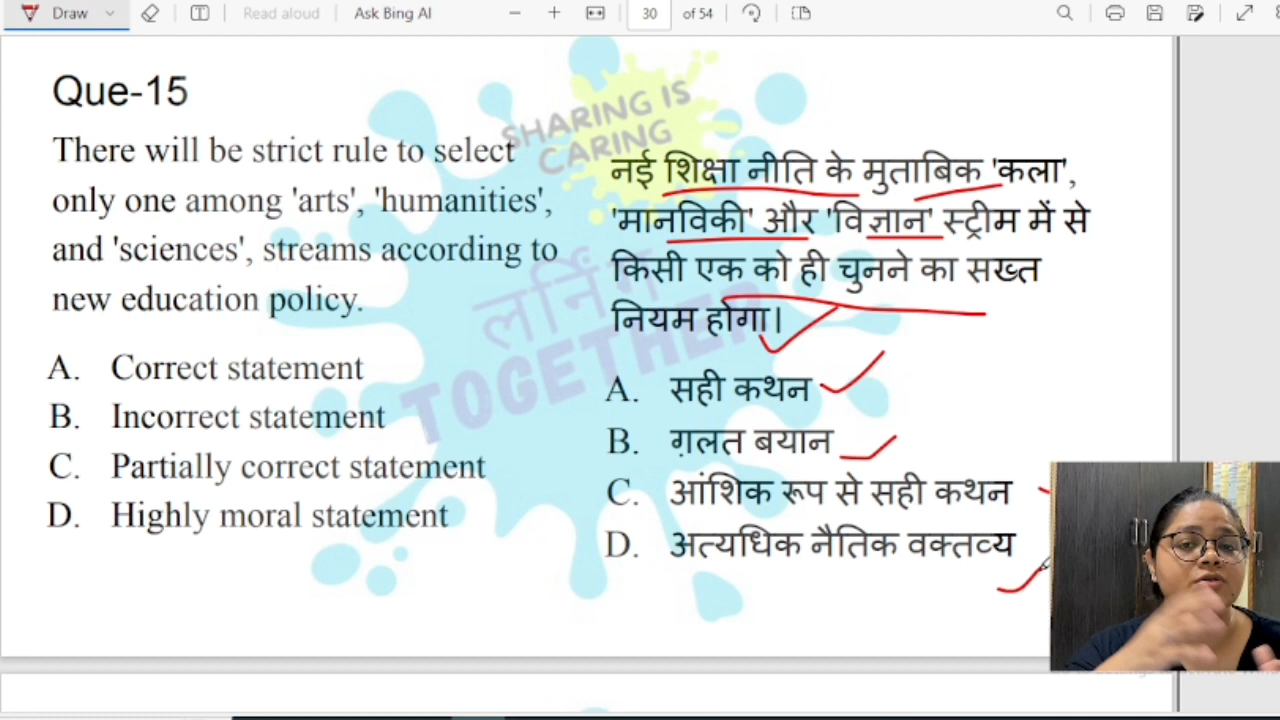 Draw
Read aloud
Ask Bing AI
30 of 54
Que-15
There will be strict rule to select
only one among 'arts', 'humanities',
and 'sciences', streams according to
new education policy.
A. Correct statement
B. Incorrect statement
C. Partially correct statement
D. Highly moral statement
नई शिक्षा नीति के मुताबिक 'कला',
'मानविकी' और 'विज्ञान' स्ट्रीम में से
किसी एक को ही चुनने का सख्त
नियम होगा।
A. सही कथन
B. ग़लत बयान
C. आंशिक रूप से सही कथन
D. अत्यधिक नैतिक वक्तव्य
SHARING IS
CARING
TOGETHER